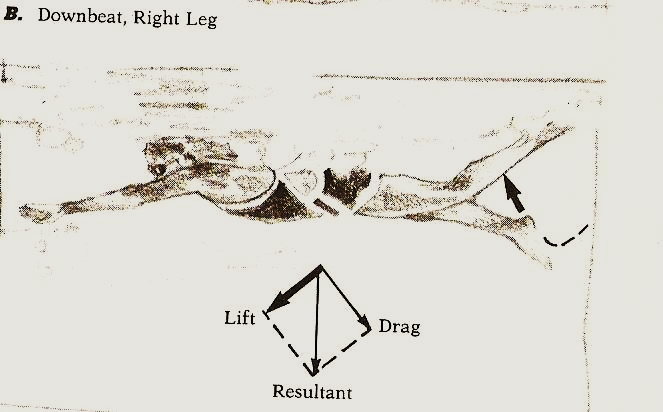 B. Downbeat, Right Leg
Lift
Drag
Resultant